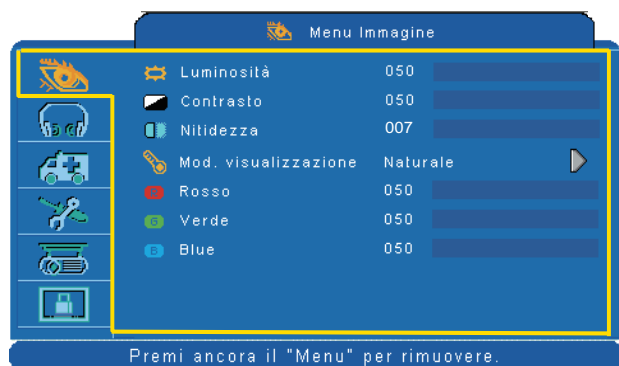 Menu Immagine
Luminosità 050
Contrasto 050
Nitidezza 007
Mod. visualizzazione Naturale
Rosso 050
G Verde 050
B Blue 050
Premi ancora il "Menu" per rimuovere.